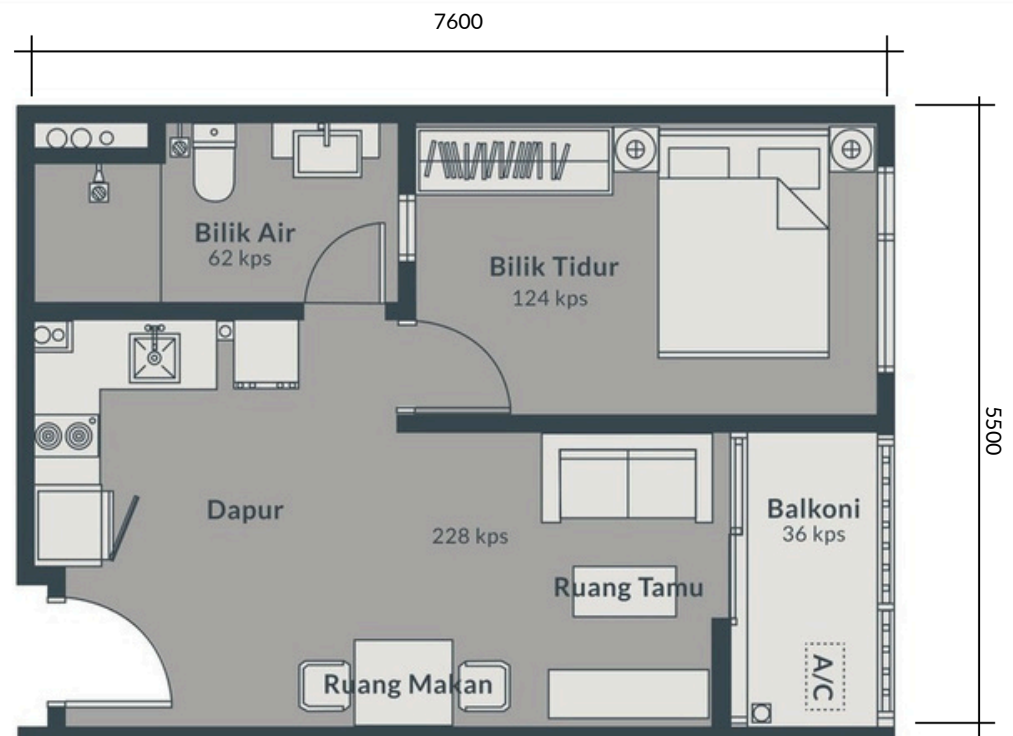 7600
Bilik Air
62 kps
Bilik Tidur
124 kps
5500
Dapur
228 kps
Balkoni
36 kps
Ruang Tamu
Ruang Makan
A/C